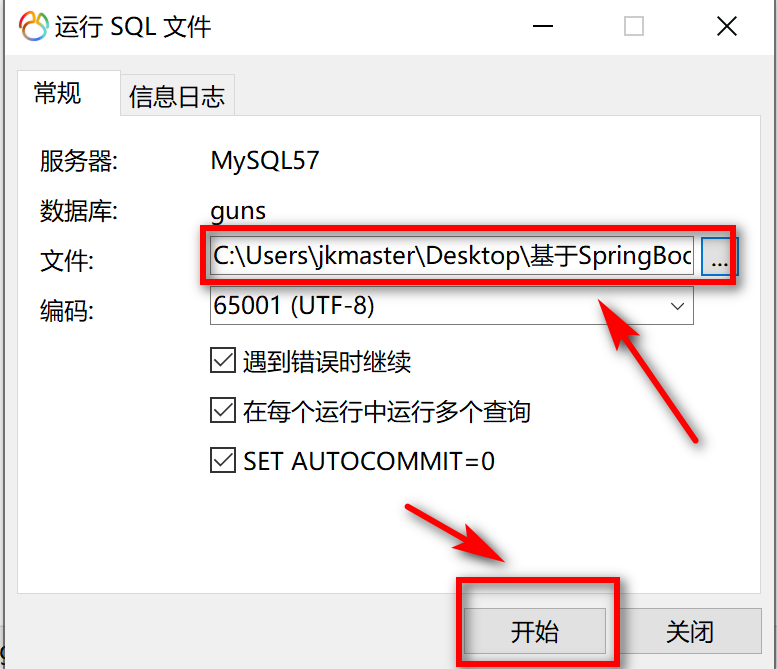 运行 SQL 文件
常规
信息日志
服务器: MySQL57
数据库: guns
文件: C:\Users\jkmaster\Desktop\基于SpringBoo ...
编码: 65001 (UTF-8)
遇到错误时继续
在每个运行中运行多个查询
SET AUTOCOMMIT=0
开始 关闭